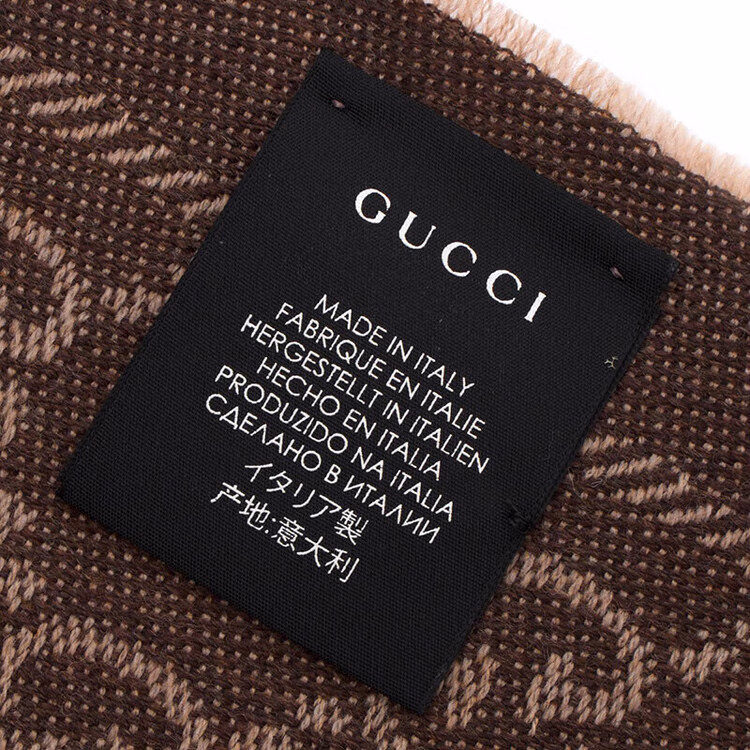 GUCCI
MADE IN ITALY
FABRIQUE EN ITALIE
HERGESTELLT IN ITALIEN
HECHO EN ITALIA
PRODUZIDO NA ITALIA
СДЕЛАНО В ИТАЛИИ
イタリア製
产地:意大利